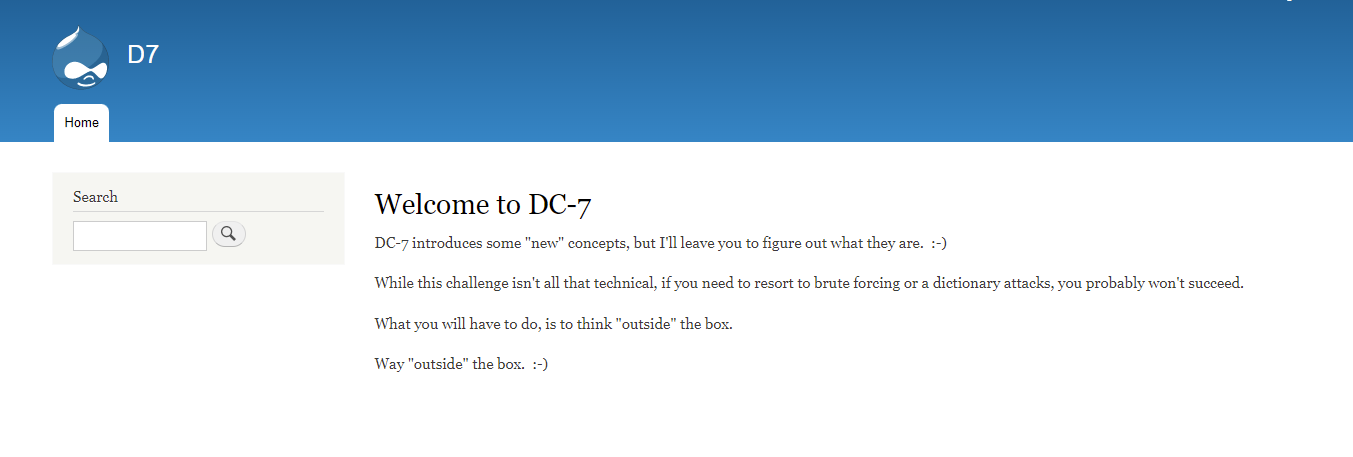 D7
Home
Search
Welcome to DC-7
DC-7 introduces some "new" concepts, but I'll leave you to figure out what they are.  :-)
While this challenge isn't all that technical, if you need to resort to brute forcing or a dictionary attacks, you probably won't succeed.
What you will have to do, is to think "outside" the box.
Way "outside" the box.  :-)